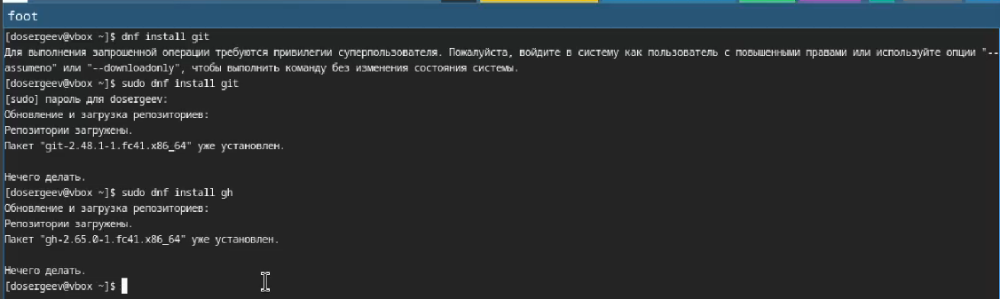 foot
[dosergeev@vbox ~]$ dnf install git
Для выполнения запрошенной операции требуются привилегии суперпользователя. Пожалуйста, войдите в систему как пользователь с повышенными правами или используйте опции "--
assumeno" или "--downloadonly", чтобы выполнить команду без изменения состояния системы.
[dosergeev@vbox ~]$ sudo dnf install git
[sudo] пароль для dosergeev:
Обновление и загрузка репозиториев:
Репозитории загружены.
Пакет "git-2.48.1-1.fc41.x86_64" уже установлен.
Нечего делать.
[dosergeev@vbox ~]$ sudo dnf install gh
Обновление и загрузка репозиториев:
Репозитории загружены.
Пакет "gh-2.65.0-1.fc41.x86_64" уже установлен.
Нечего делать.
[dosergeev@vbox ~]$